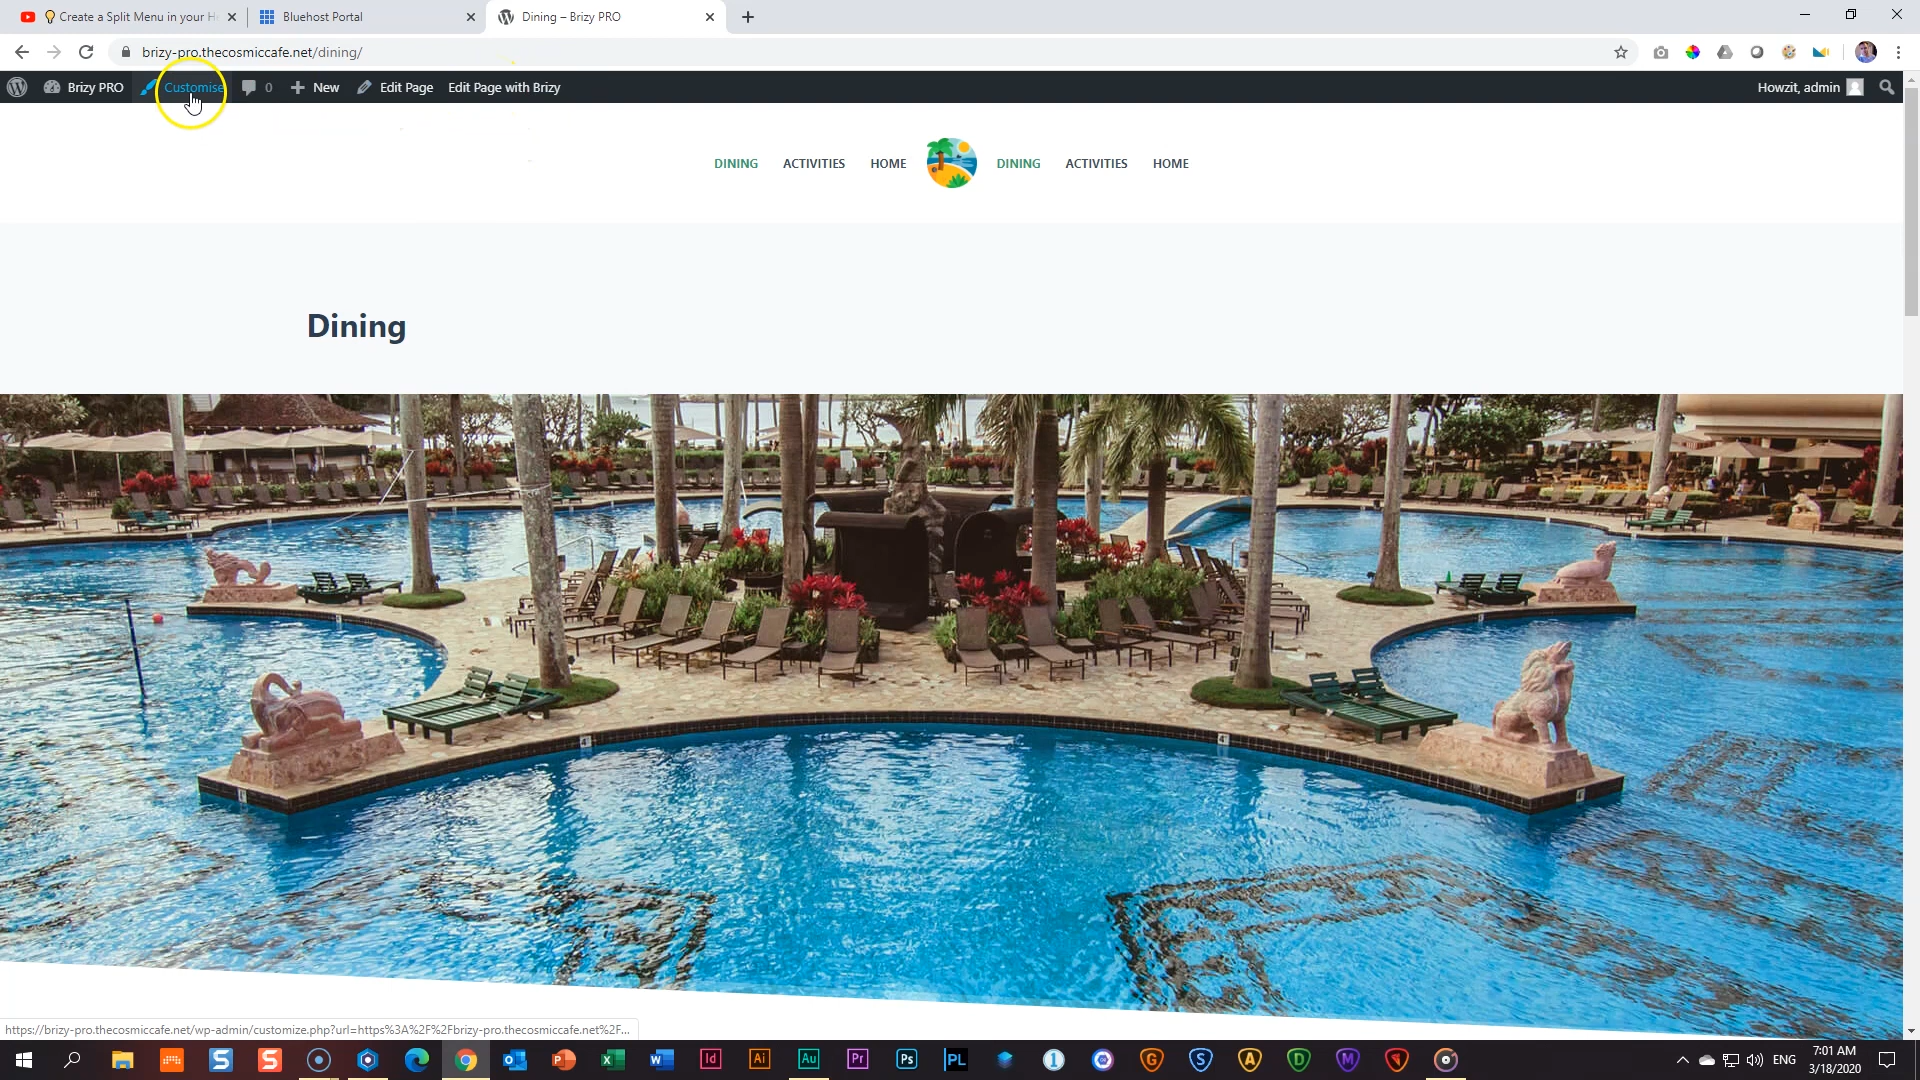 Create a Split Menu in your H
Bluehost Portal
Dining – Brizy PRO
brizy-pro.thecosmiccafe.net/dining/
Brizy PRO
Customise
0
New
Edit Page
Edit Page with Brizy
Howzit, admin
DINING
ACTIVITIES
HOME
DINING
ACTIVITIES
HOME
Dining
https://brizy-pro.thecosmiccafe.net/wp-admin/customize.php?url=https%3A%2F%2Fbrizy-pro.thecosmiccafe.net%2F...
ENG
7:01 AM
3/18/2020